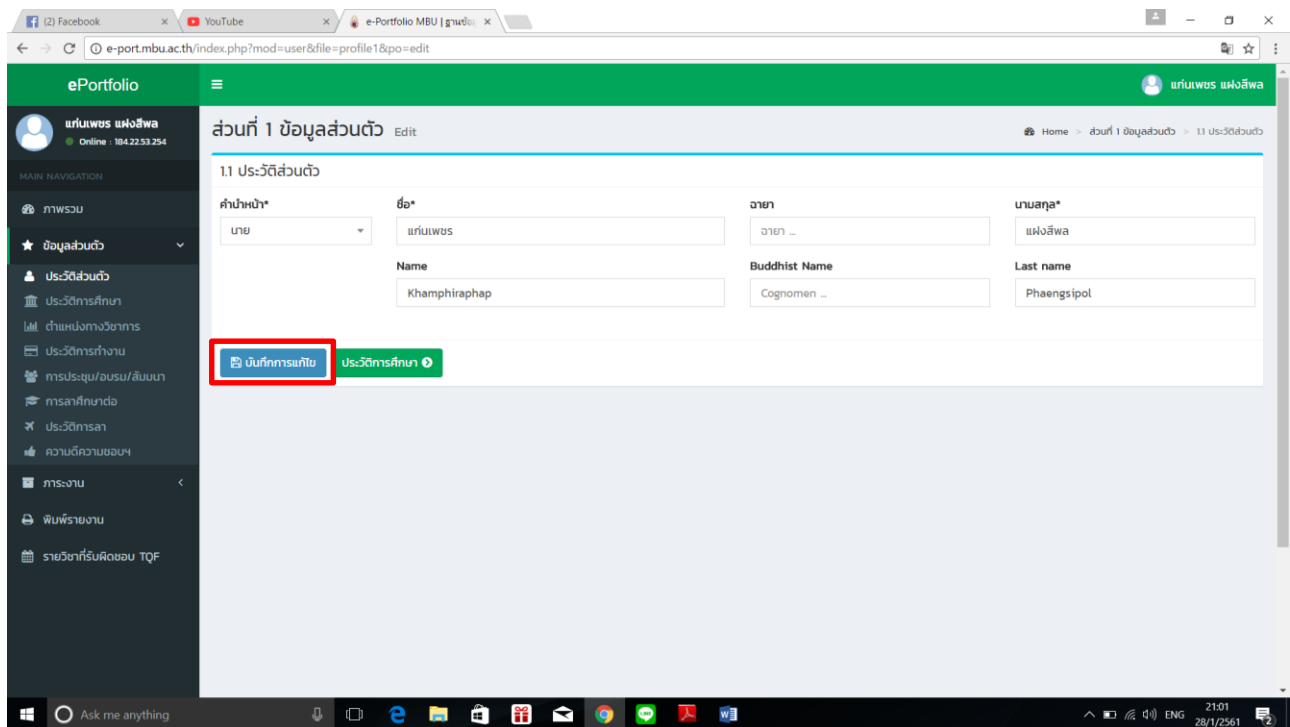 (2) Facebook
YouTube
e-Portfolio MBU | ฐานข้อมู
e-port.mbu.ac.th/index.php?mod=user&file=profile1&po=edit
ePortfolio
แก่นเพชร แฝงสีพล
แก่นเพชร แฝงสีพล
Online : 184.22.53.254
ส่วนที่ 1 ข้อมูลส่วนตัว Edit
Home > ส่วนที่ 1 ข้อมูลส่วนตัว > 1.1 ประวัติส่วนตัว
MAIN NAVIGATION
ภาพรวม
ข้อมูลส่วนตัว
ประวัติส่วนตัว
ประวัติการศึกษา
ตำแหน่งทางวิชาการ
ประวัติการทำงาน
การประชุม/อบรม/สัมมนา
การลาศึกษาต่อ
ประวัติการลา
ความดีความชอบฯ
ภาระงาน
พิมพ์รายงาน
รายวิชาที่รับผิดชอบ TQF
1.1 ประวัติส่วนตัว
คำนำหน้า* ชื่อ* ฉายา นามสกุล*
นาย แก่นเพชร ฉายา ... แฝงสีพล
Name Buddhist Name Last name
Khamphiraphap Cognomen ... Phaengsipol
บันทึกการแก้ไข ประวัติการศึกษา
Ask me anything
ENG
21:01
28/1/2561
2